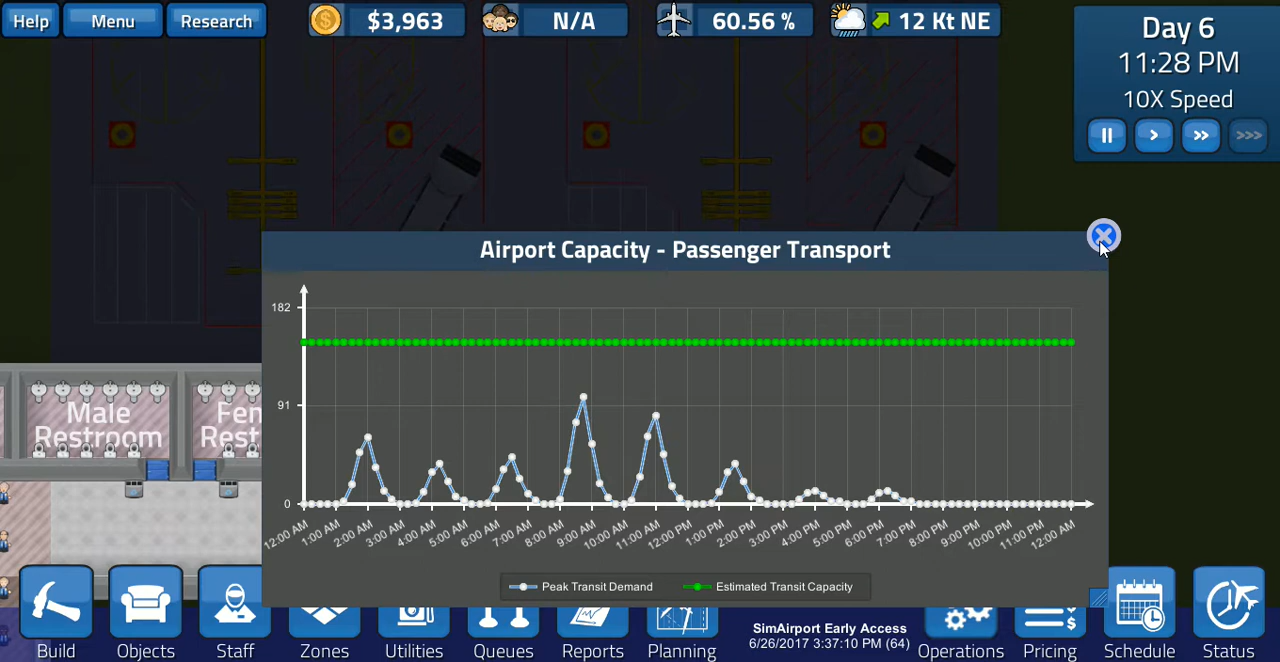 Help
Menu
Research
$3,963
N/A
60.56 %
12 Kt NE
Day 6
11:28 PM
10X Speed
Airport Capacity - Passenger Transport
182
91
0
12:00 AM
1:00 AM
2:00 AM
3:00 AM
4:00 AM
5:00 AM
6:00 AM
7:00 AM
8:00 AM
9:00 AM
10:00 AM
11:00 AM
12:00 PM
1:00 PM
2:00 PM
3:00 PM
4:00 PM
5:00 PM
6:00 PM
7:00 PM
8:00 PM
9:00 PM
10:00 PM
11:00 PM
12:00 AM
Peak Transit Demand
Estimated Transit Capacity
Male
Restroom
Fen
Rest
Build
Objects
Staff
Zones
Utilities
Queues
Reports
Planning
SimAirport Early Access
6/26/2017 3:37:10 PM (64)
Operations
Pricing
Schedule
Status